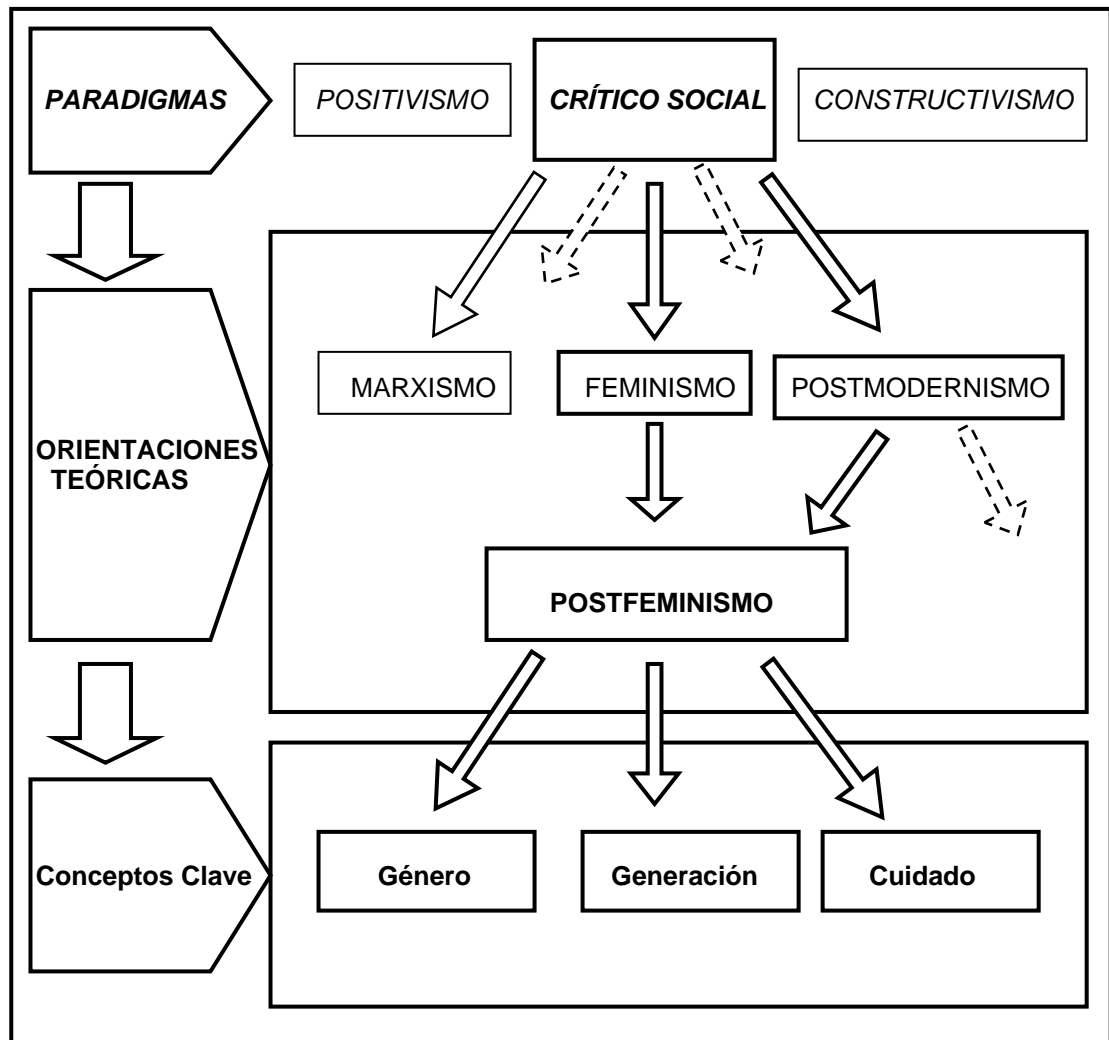 PARADIGMAS
POSITIVISMO
CRÍTICO SOCIAL
CONSTRUCTIVISMO
MARXISMO
FEMINISMO
POSTMODERNISMO
ORIENTACIONES
TEÓRICAS
POSTFEMINISMO
Conceptos Clave
Género
Generación
Cuidado